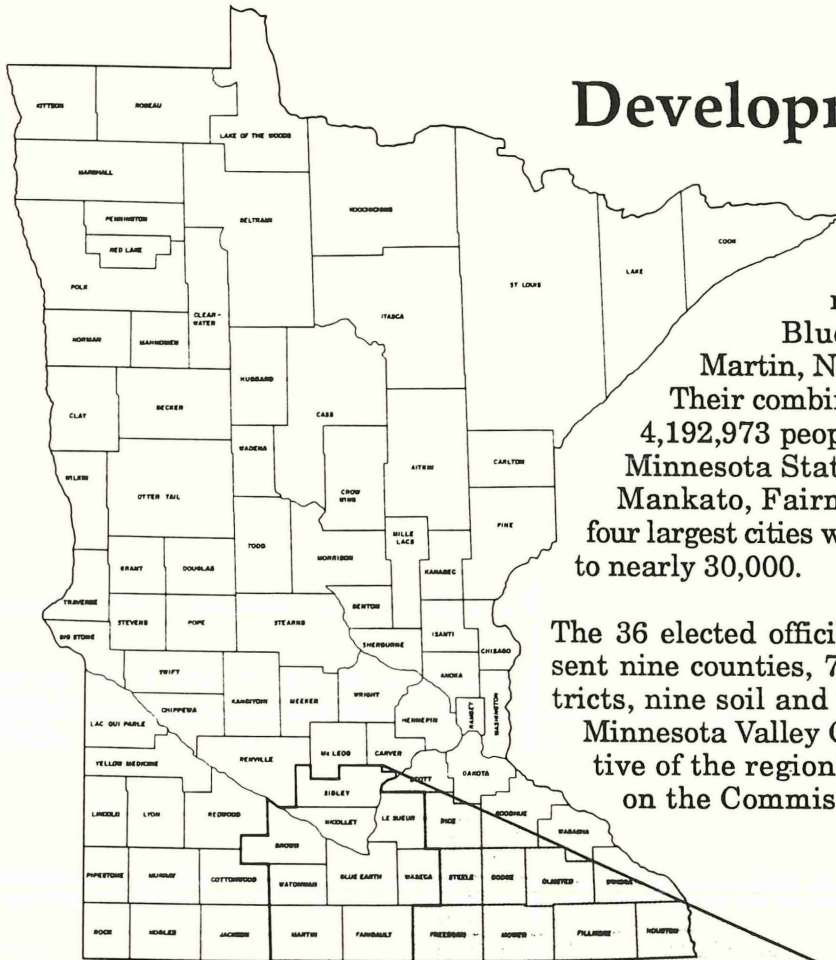 Developr
Blue
Martin, N
Their combi
4,192,973 peop
Minnesota Stat
Mankato, Fairn
four largest cities w
to nearly 30,000.
The 36 elected offici
sent nine counties, 7
tricts, nine soil and
Minnesota Valley C
tive of the region
on the Commis
KITTSON
ROSEAU
LAKE OF THE WOODS
MARSHALL
BELTRAMI
KOOCHICHING
PENNINGTON
RED LAKE
COOK
LAKE
ST LOUIS
POLK
CLEAR-
WATER
ITASCA
NORMAN
MAHNOMEN
HUBBARD
CASS
CLAY
BECKER
WADENA
AITKIN
CARLTON
WILKIN
OTTER TAIL
CROW
WING
PINE
TODD
MORRISON
MILLE
LACS
KANABEC
GRANT
DOUGLAS
TRAVERSE
STEVENS
POPE
STEARNS
BENTON
BIG STONE
SHERBURNE
ISANTI
CHISAGO
SWIFT
ANOKA
KANDIYOHI
MEEKER
WRIGHT
HENNEPIN
RAMSEY
WASHINGTON
CHIPPEWA
LAC QUI PARLE
RENVILLE
Mc LEOD
CARVER
SCOTT
DAKOTA
YELLOW MEDICINE
SIBLEY
LINCOLN
LYON
REDWOOD
NICOLLET
LE SUEUR
RICE
GOODHUE
WABASHA
BROWN
PIPESTONE
MURRAY
COTTONWOOD
WATONWAN
BLUE EARTH
WASECA
STEELE
DODGE
OLMSTED
WINONA
ROCK
NOBLES
JACKSON
MARTIN
FARIBAULT
FREEBORN
MOWER
FILLMORE
HOUSTON